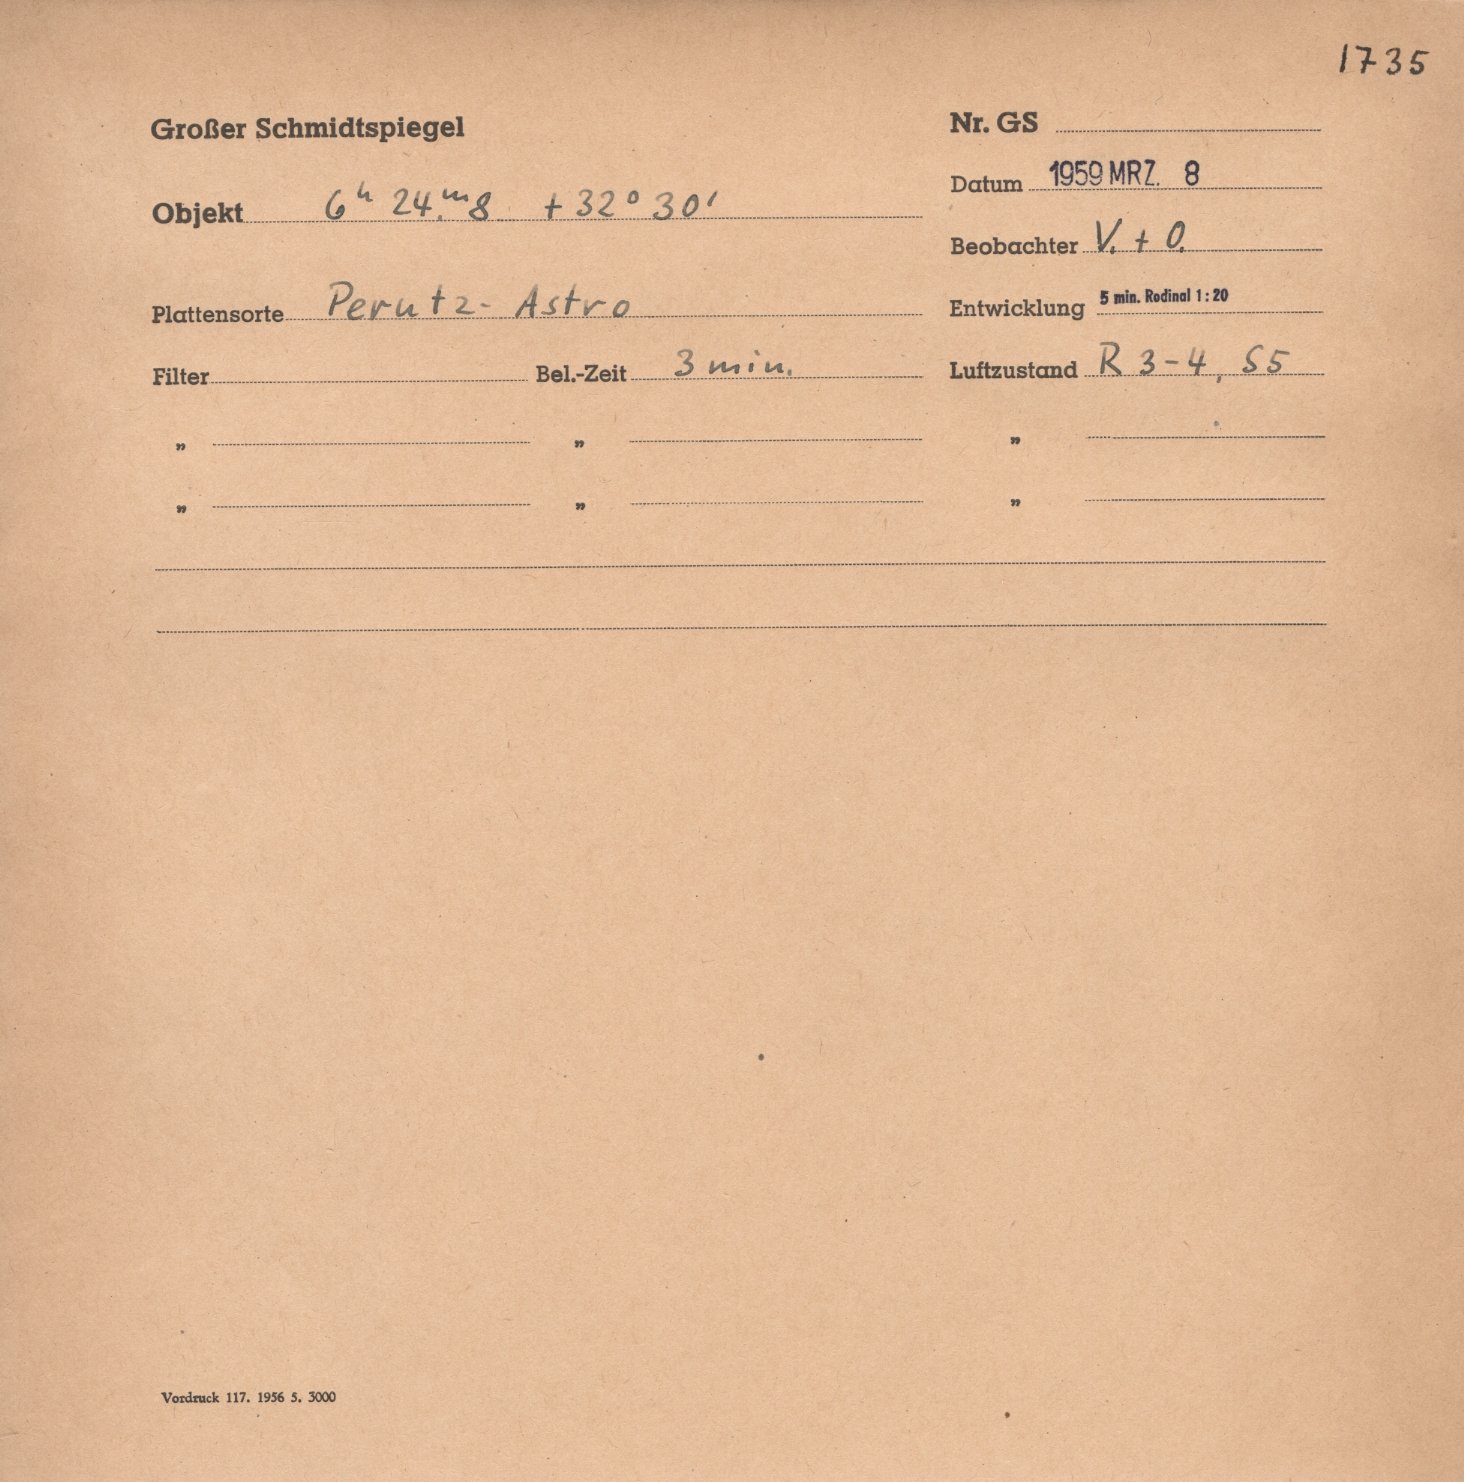 1735
Großer Schmidtspiegel
Nr. GS
Datum 1959 MRZ. 8
Objekt 6ʰ 24.ᵐ8 + 32° 30′
Beobachter V. + O.
Plattensorte Perutz-Astro
Entwicklung 5 min. Rodinal 1:20
Filter Bel.-Zeit 3 min. Luftzustand R 3-4, S5
„ „ „
„ „ „
Vordruck 117. 1956 5. 3000